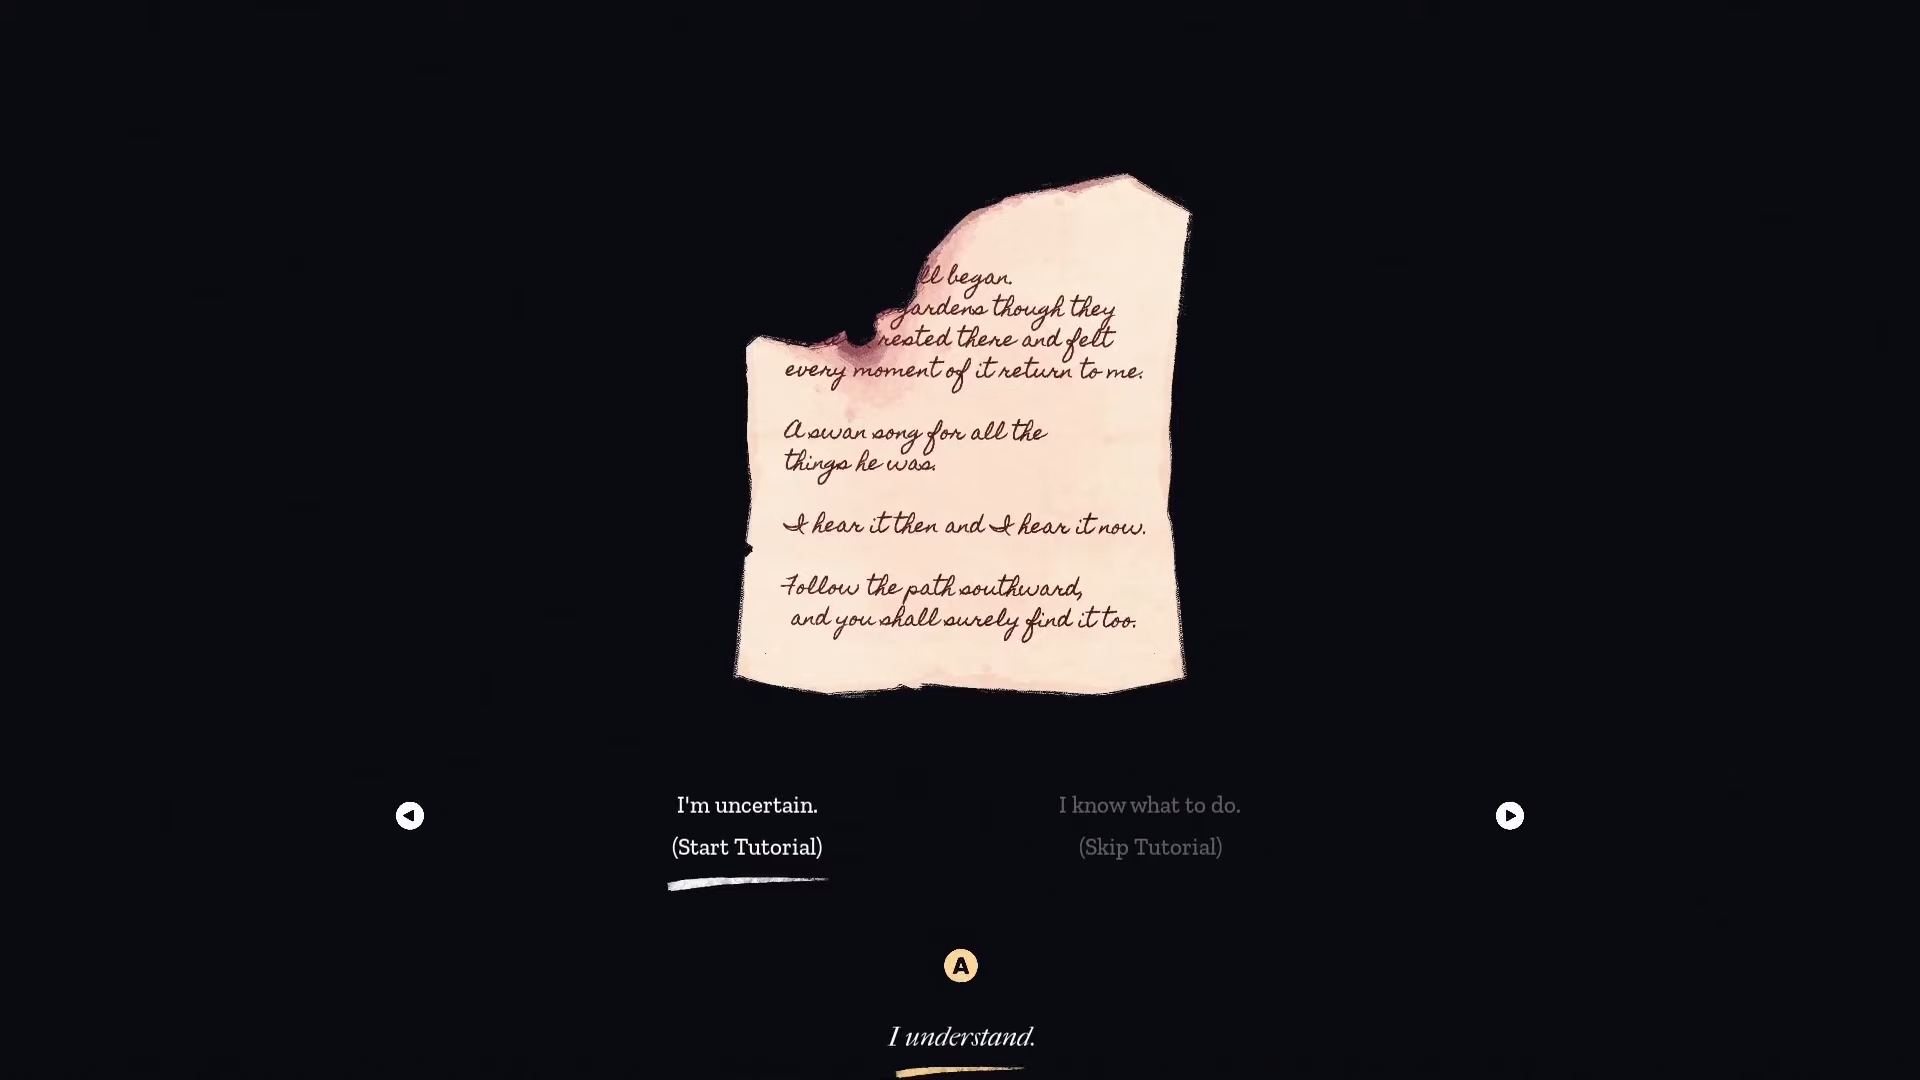 began.
gardens though they
rested there and felt
every moment of it return to me.
A swan song for all the
things he was.
I hear it then and I hear it now.
Follow the path southward,
and you shall surely find it too.
I'm uncertain.
(Start Tutorial)
I know what to do.
(Skip Tutorial)
A
I understand.